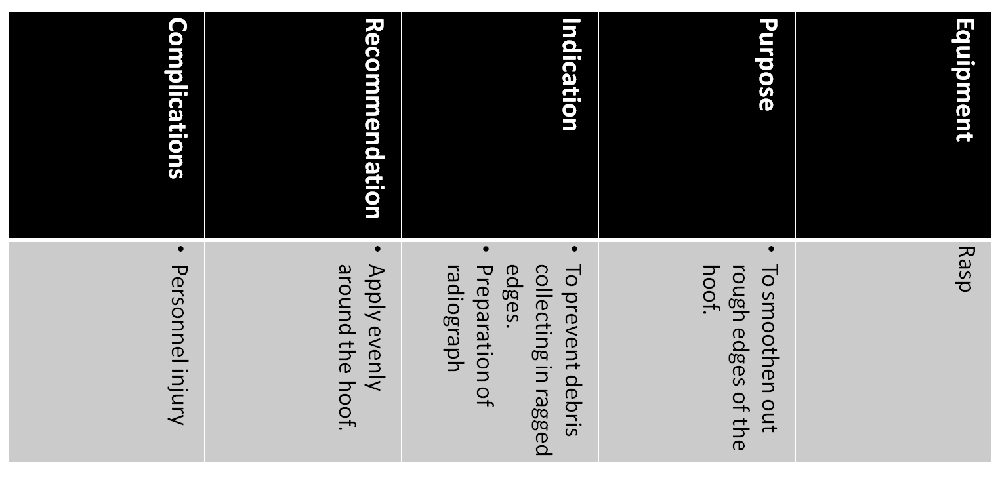 Equipment
Rasp
Purpose
• To smoothen out
rough edges of the
hoof.
Indication
• To prevent debris
collecting in ragged
edges.
• Preparation of
radiograph
Recommendation
• Apply evenly
around the hoof.
Complications
• Personnel injury